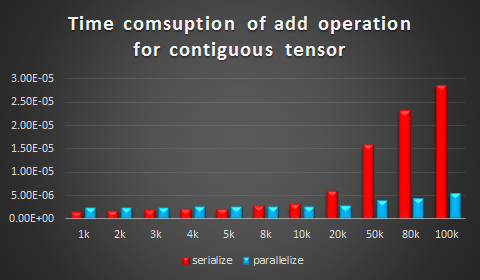 Time comsuption of add operation
for contiguous tensor
3.00E-05
2.50E-05
2.00E-05
1.50E-05
1.00E-05
5.00E-06
0.00E+00
1k 2k 3k 4k 5k 8k 10k 20k 50k 80k 100k
serialize parallelize